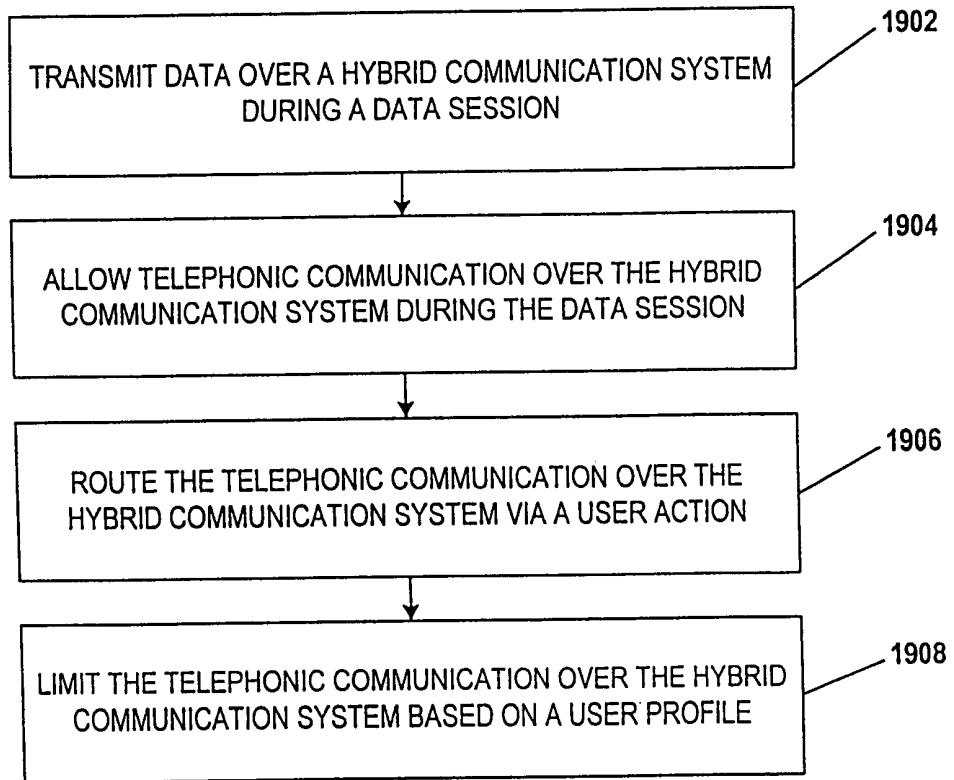 1902
TRANSMIT DATA OVER A HYBRID COMMUNICATION SYSTEM
DURING A DATA SESSION
1904
ALLOW TELEPHONIC COMMUNICATION OVER THE HYBRID
COMMUNICATION SYSTEM DURING THE DATA SESSION
1906
ROUTE THE TELEPHONIC COMMUNICATION OVER THE
HYBRID COMMUNICATION SYSTEM VIA A USER ACTION
1908
LIMIT THE TELEPHONIC COMMUNICATION OVER THE HYBRID
COMMUNICATION SYSTEM BASED ON A USER PROFILE